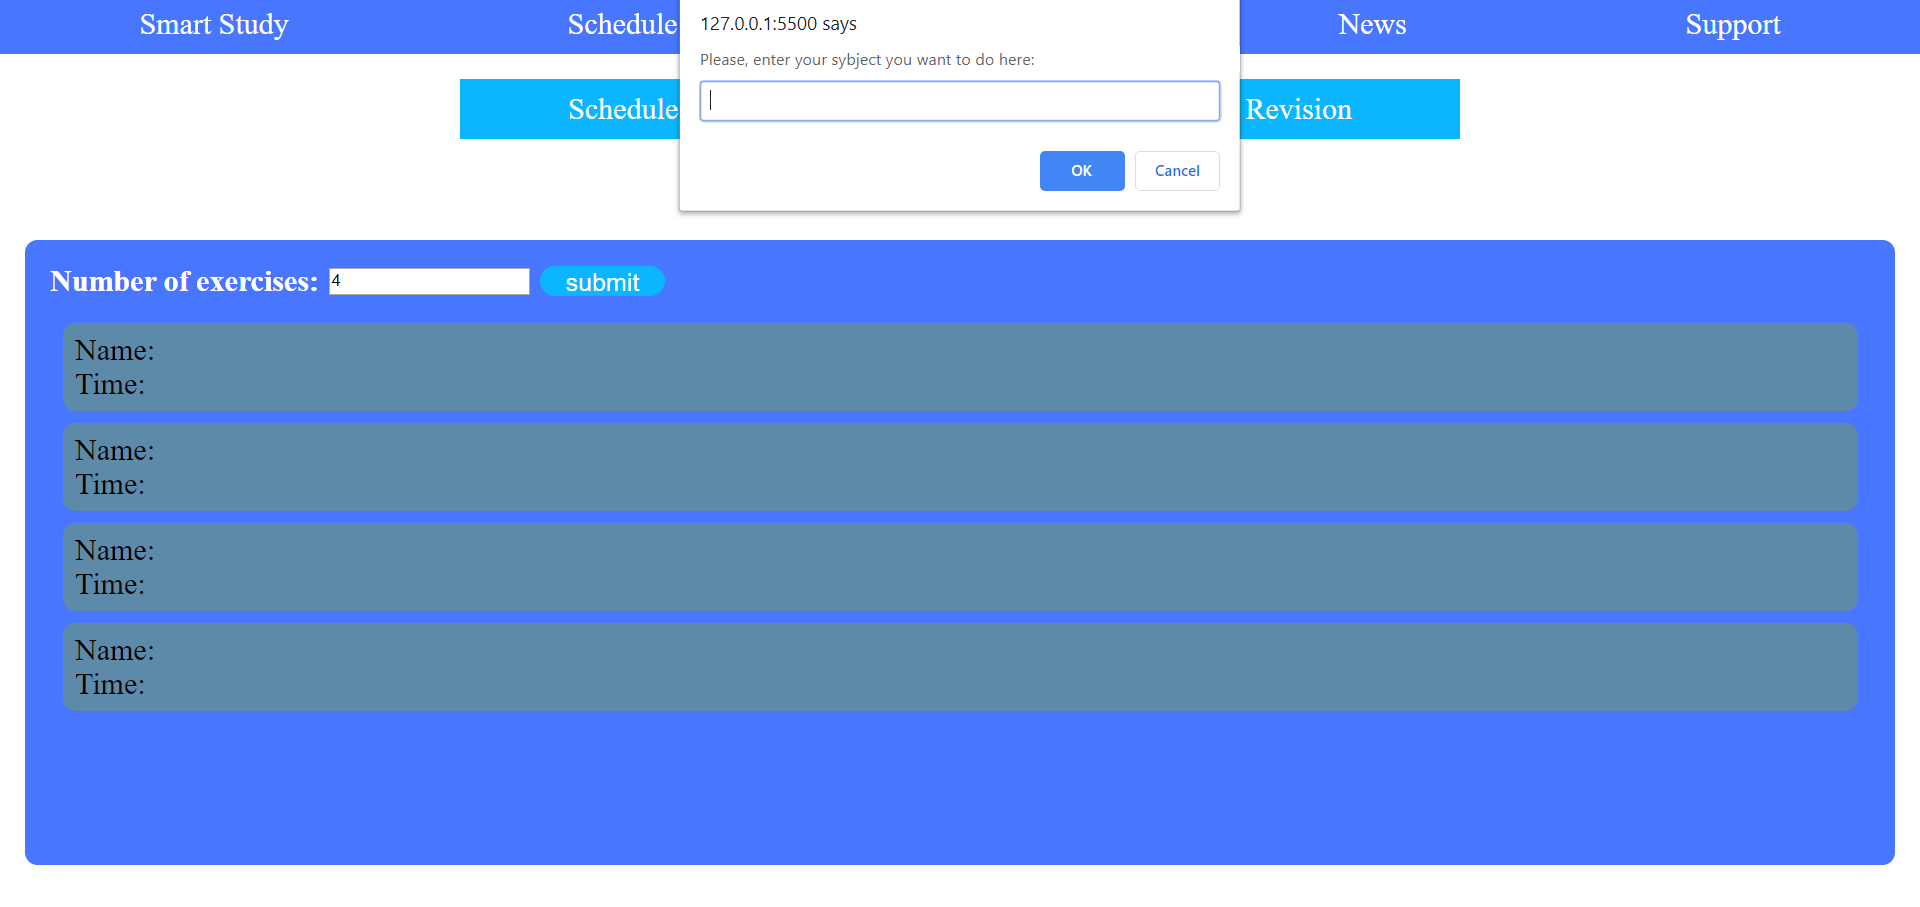 Smart Study Schedule News Support
127.0.0.1:5500 says
Please, enter your sybject you want to do here:
Schedule Revision
OK Cancel
Number of exercises: 4 submit
Name:
Time:
Name:
Time:
Name:
Time:
Name:
Time: